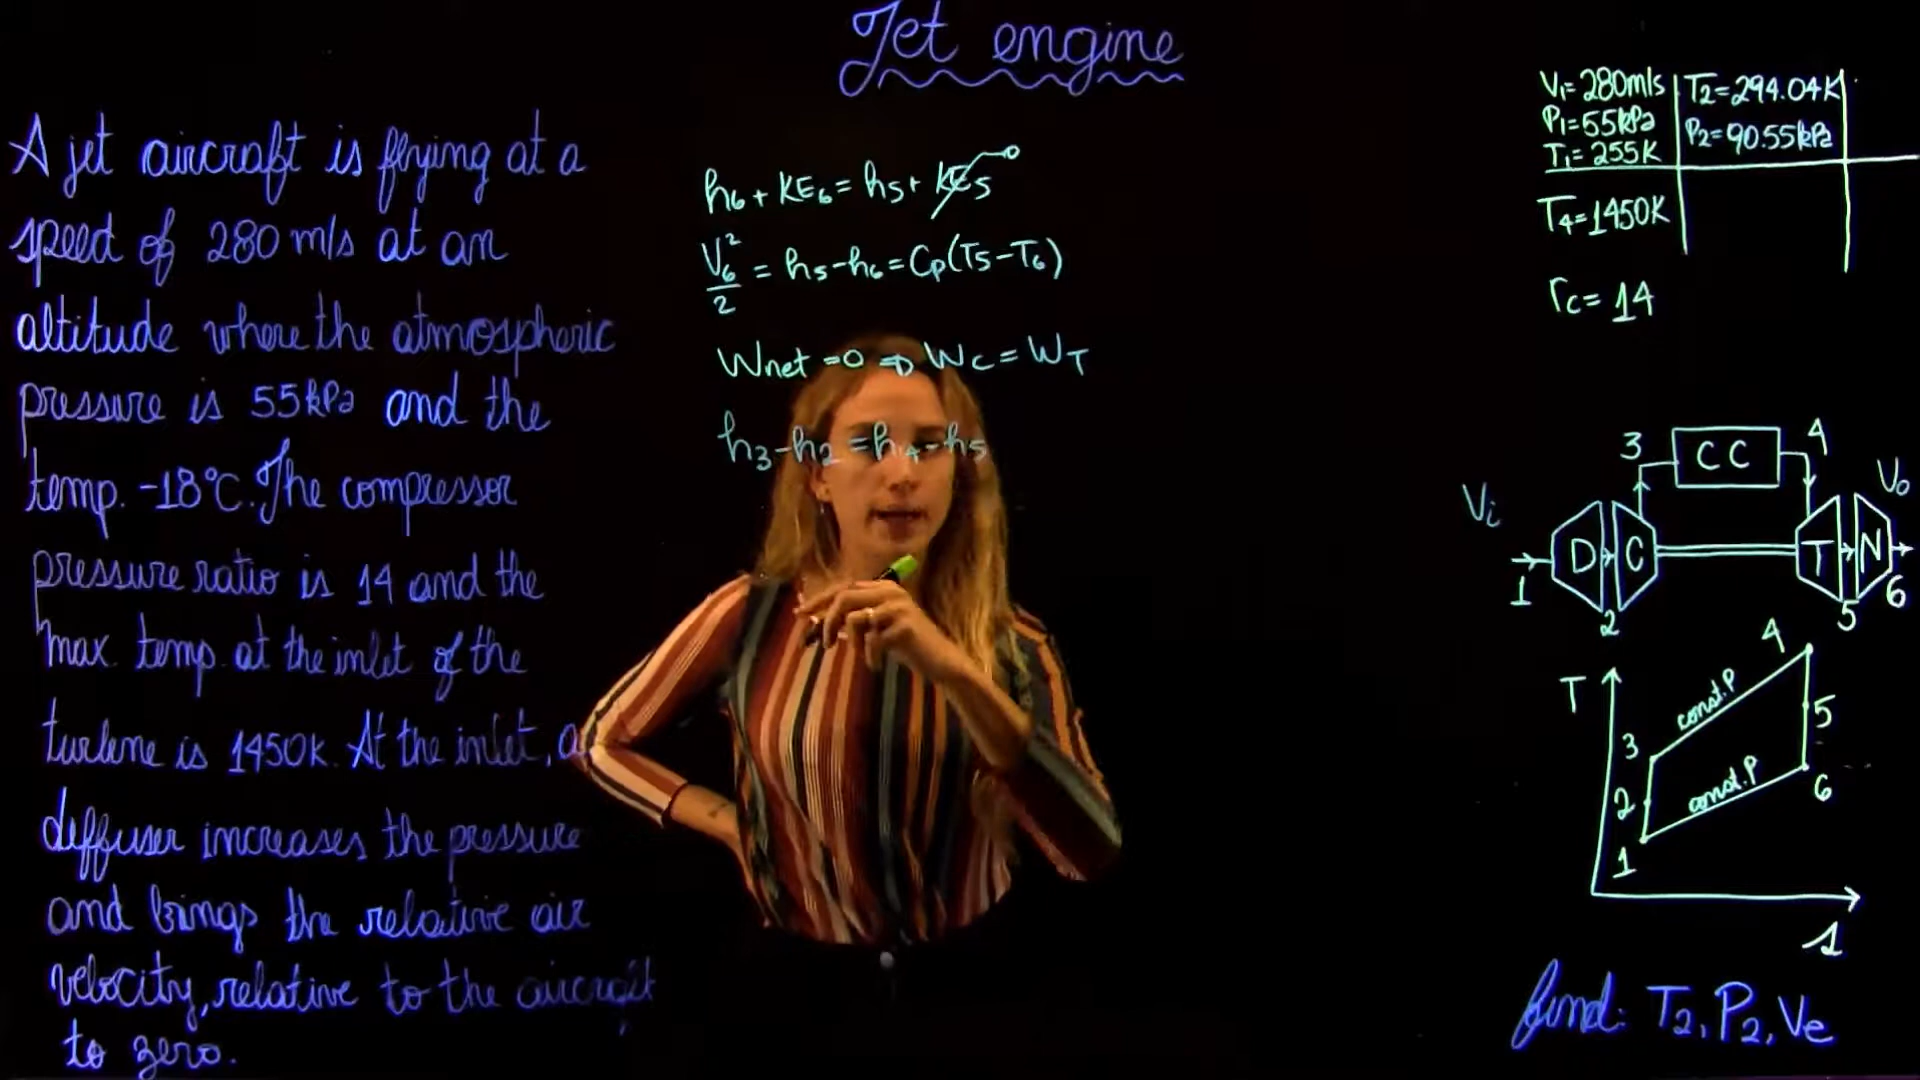 Jet engine
A jet aircraft is flying at a
speed of 280 m/s at an
altitude where the atmospheric
pressure is 55kPa and the
temp. -18°C. The compressor
pressure ratio is 14 and the
max. temp. at the inlet of the
turbine is 1450K. At the inlet, a
diffuser increases the pressure
and brings the relative air
velocity, relative to the aircraft
to zero.
h₆ + KE₆ = h₅ + KE₅ → 0
V₆²/2 = h₅ - h₆ = Cp(T₅ - T₆)
Wnet = 0 ⇒ Wc = WT
h₃ - h₂ = h₄ - h₅
V₁ = 280m/s
P₁ = 55kPa
T₁ = 255K
T₂ = 294.04K
P₂ = 90.55kPa
T₄ = 1450K
rc = 14
3 CC 4
Vi Vo
D C T N
1 2 5 6
T 4
const. P
5
3
const. P
2 6
1
s
find: T₂, P₂, Ve